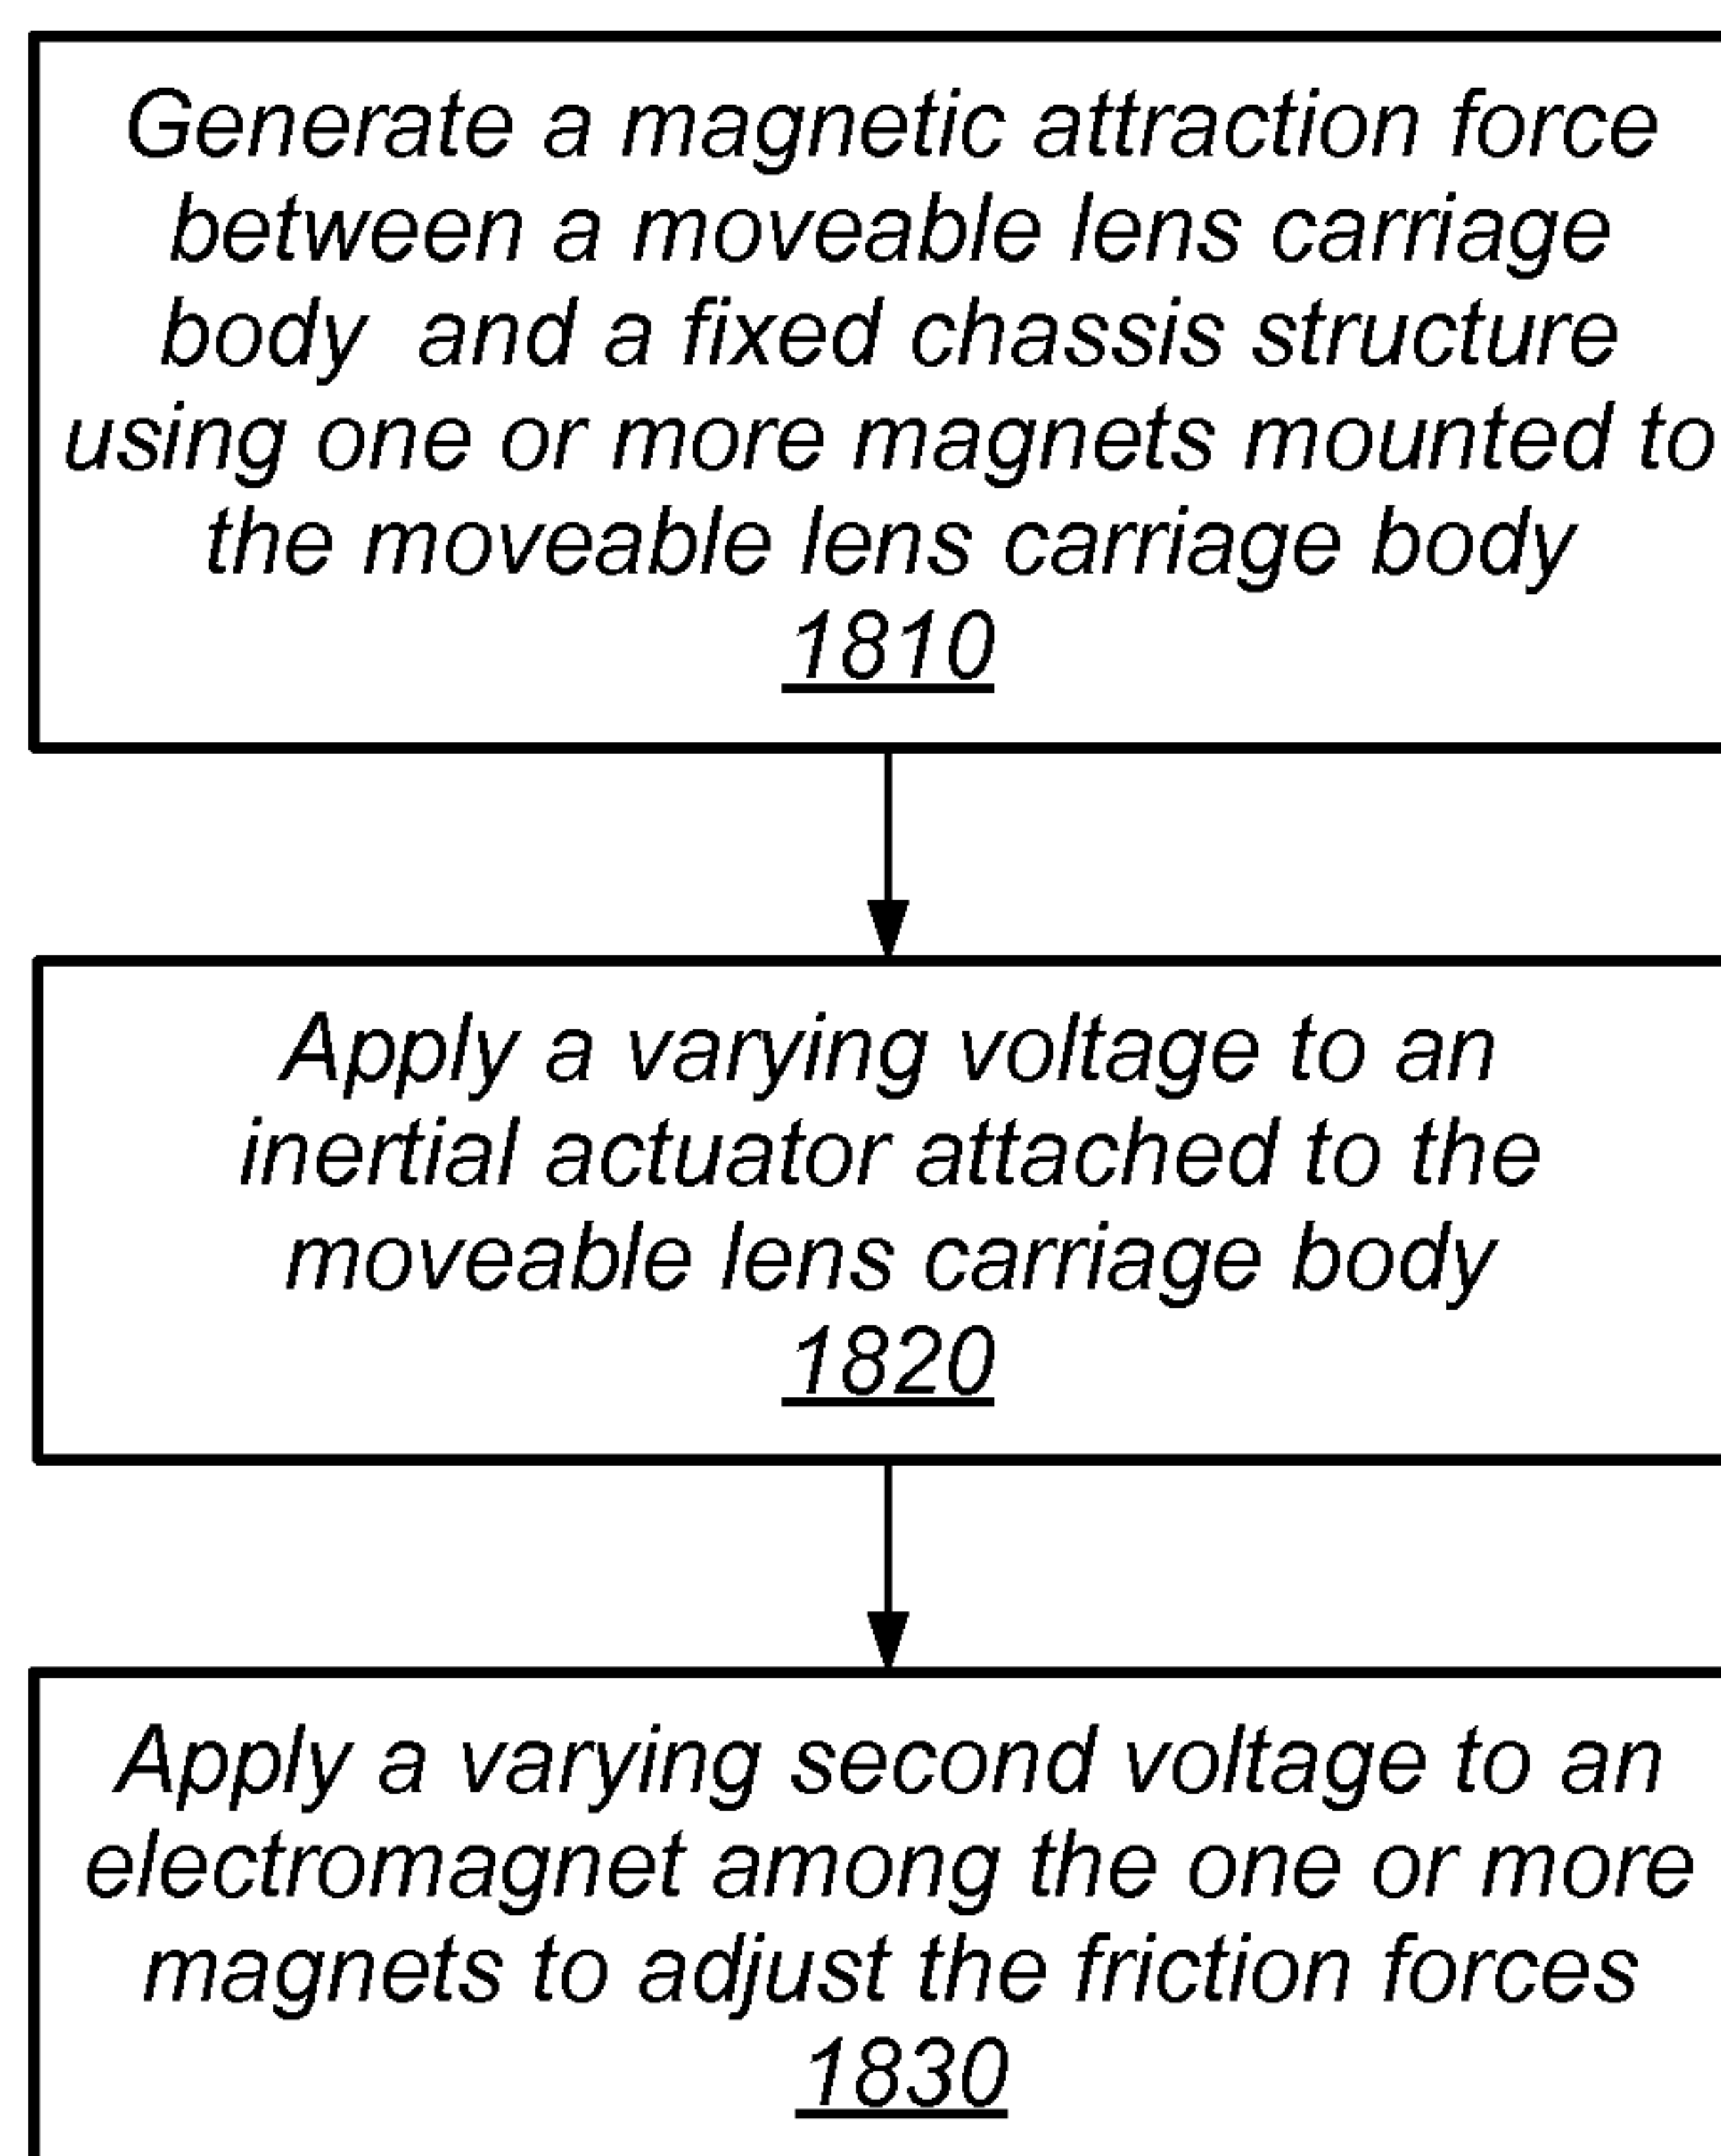 Generate a magnetic attraction force
between a moveable lens carriage
body and a fixed chassis structure
using one or more magnets mounted to
the moveable lens carriage body
1810
Apply a varying voltage to an
inertial actuator attached to the
moveable lens carriage body
1820
Apply a varying second voltage to an
electromagnet among the one or more
magnets to adjust the friction forces
1830